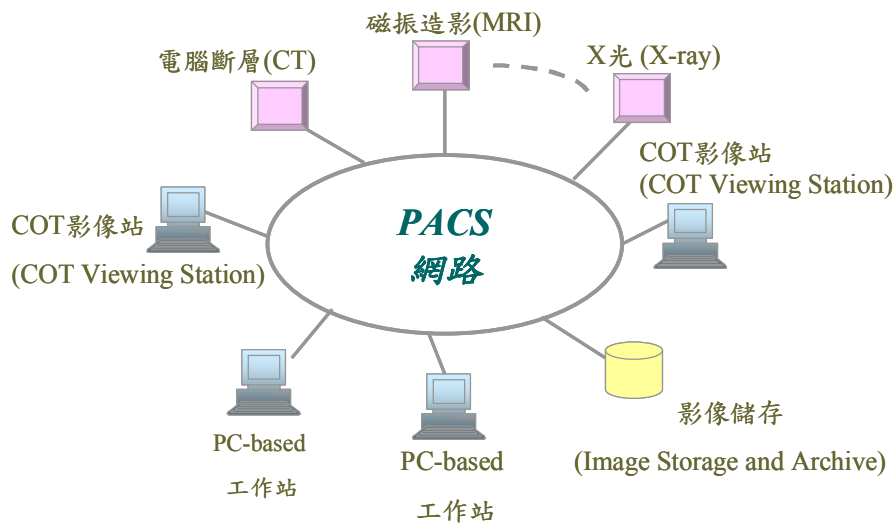 磁振造影(MRI)
電腦斷層(CT)
X光 (X-ray)
COT影像站
(COT Viewing Station)
COT影像站
(COT Viewing Station)
PACS
網路
PC-based
工作站
PC-based
工作站
影像儲存
(Image Storage and Archive)